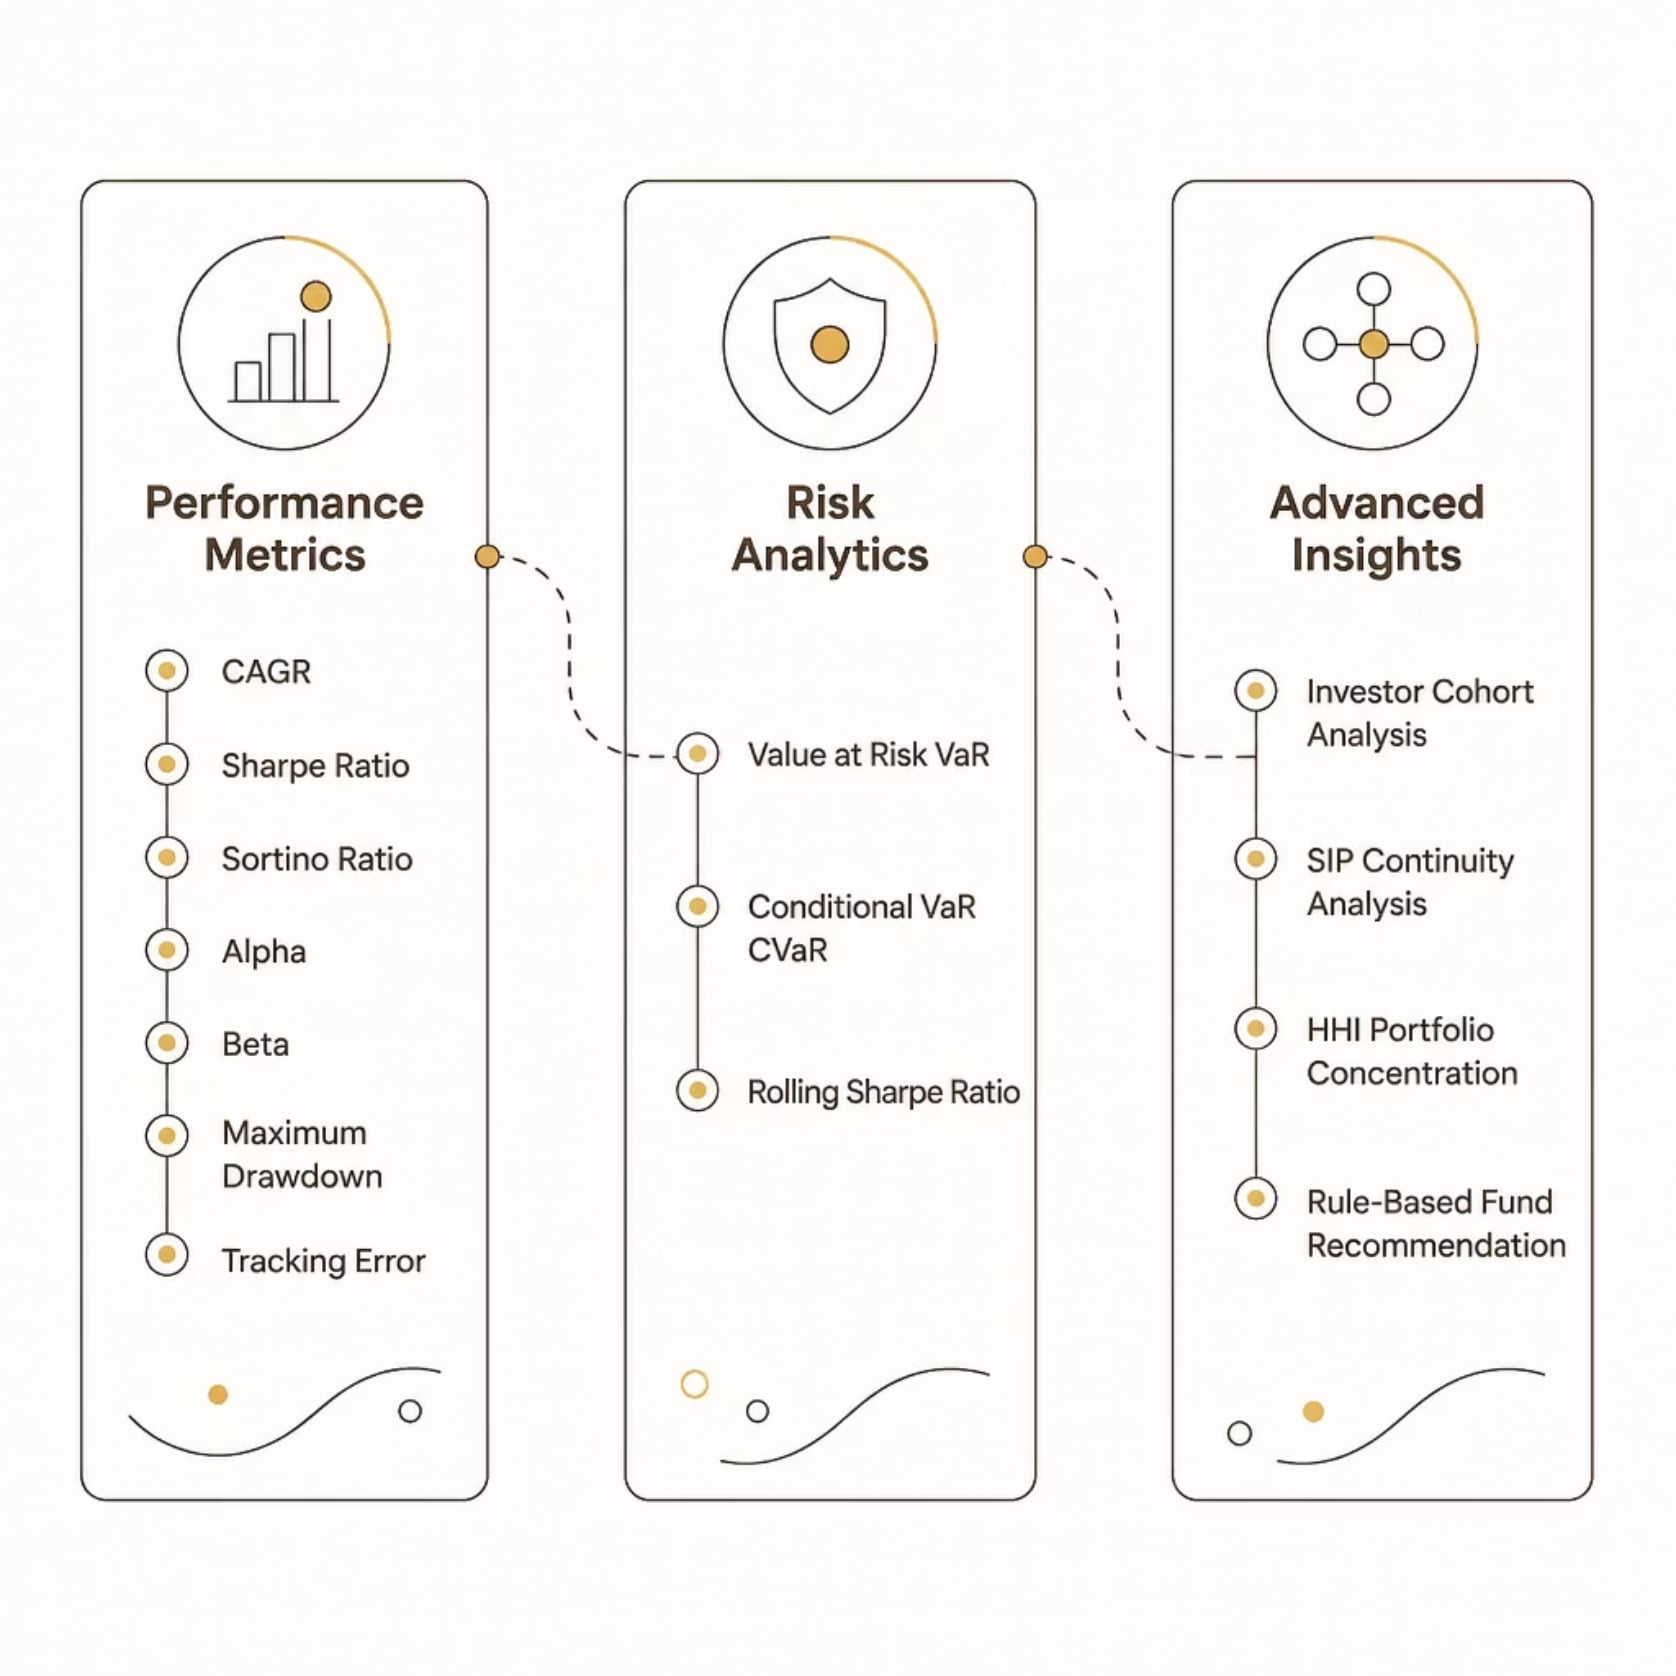 Performance
Metrics
CAGR
Sharpe Ratio
Sortino Ratio
Alpha
Beta
Maximum
Drawdown
Tracking Error
Risk
Analytics
Value at Risk VaR
Conditional VaR
CVaR
Rolling Sharpe Ratio
Advanced
Insights
Investor Cohort
Analysis
SIP Continuity
Analysis
HHI Portfolio
Concentration
Rule-Based Fund
Recommendation